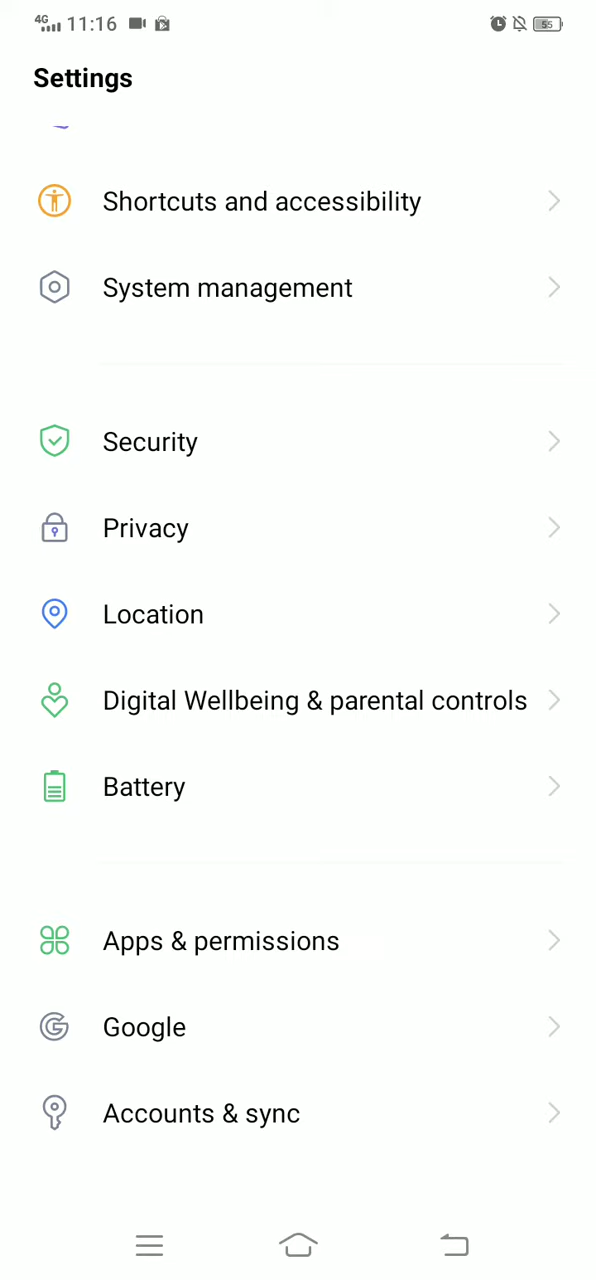 4G 11:16 55
Settings
Shortcuts and accessibility
System management
Security
Privacy
Location
Digital Wellbeing & parental controls
Battery
Apps & permissions
Google
Accounts & sync